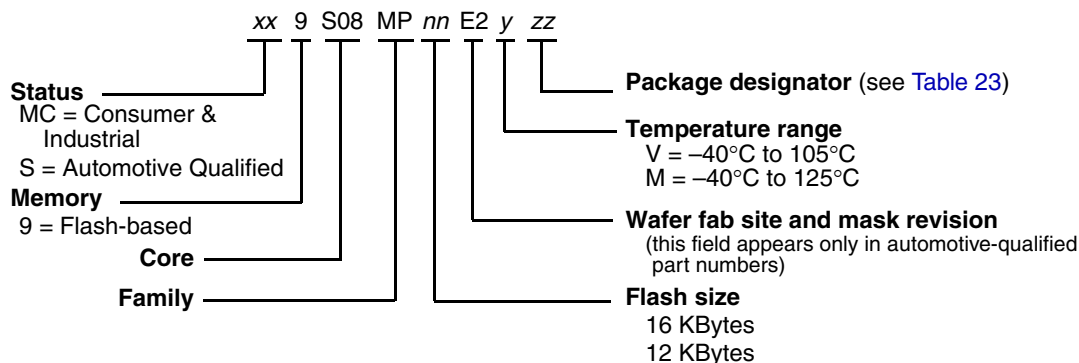 xx 9 S08 MP nn E2 y zz
Status
MC = Consumer &
Industrial
S = Automotive Qualified
Memory
9 = Flash-based
Core
Family
Package designator (see Table 23)
Temperature range
V = –40°C to 105°C
M = –40°C to 125°C
Wafer fab site and mask revision
(this field appears only in automotive-qualified
part numbers)
Flash size
16 KBytes
12 KBytes